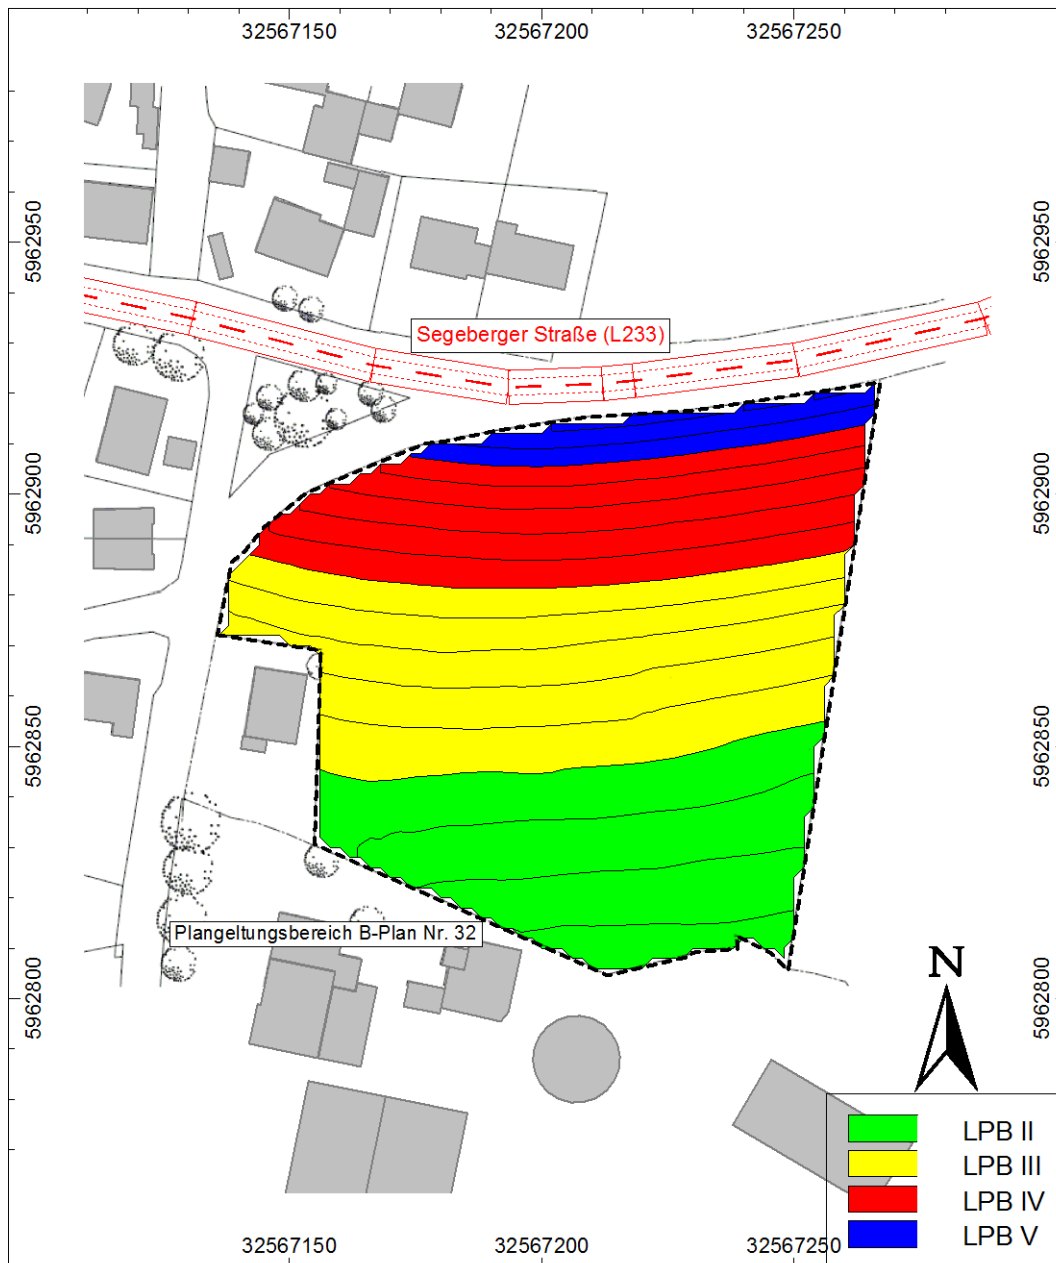 32567150 32567200 32567250
5962950 5962950
Segeberger Straße (L233)
5962900 5962900
5962850 5962850
Plangeltungsbereich B-Plan Nr. 32
N
5962800 5962800
LPB II
LPB III
LPB IV
LPB V
32567150 32567200 32567250